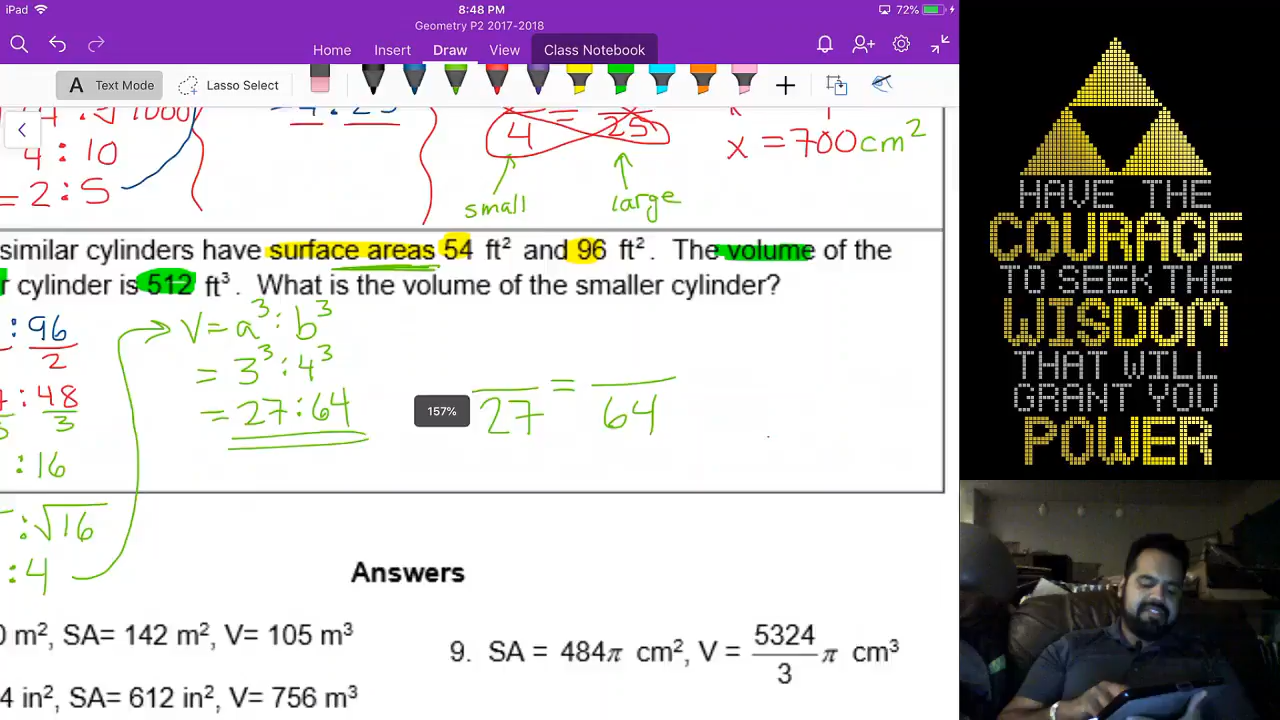 iPad
8:48 PM
72%
Geometry P2 2017-2018
Home Insert Draw View Class Notebook
A Text Mode Lasso Select
4 : √1000
4 : 10
= 2 : 5
4 = 25
small large
x = 700 cm²
similar cylinders have surface areas 54 ft² and 96 ft². The volume of the
r cylinder is 512 ft³. What is the volume of the smaller cylinder?
: 96
2
: 48
3
: 16
: √16
: 4
V = a³ : b³
= 3³ : 4³
= 27 : 64
157%
27 = 64
Answers
0 m², SA= 142 m², V= 105 m³
4 in², SA= 612 in², V= 756 m³
9. SA = 484π cm², V = 5324/3 π cm³
HAVE THE
COURAGE
TO SEEK THE
WISDOM
THAT WILL
GRANT YOU
POWER